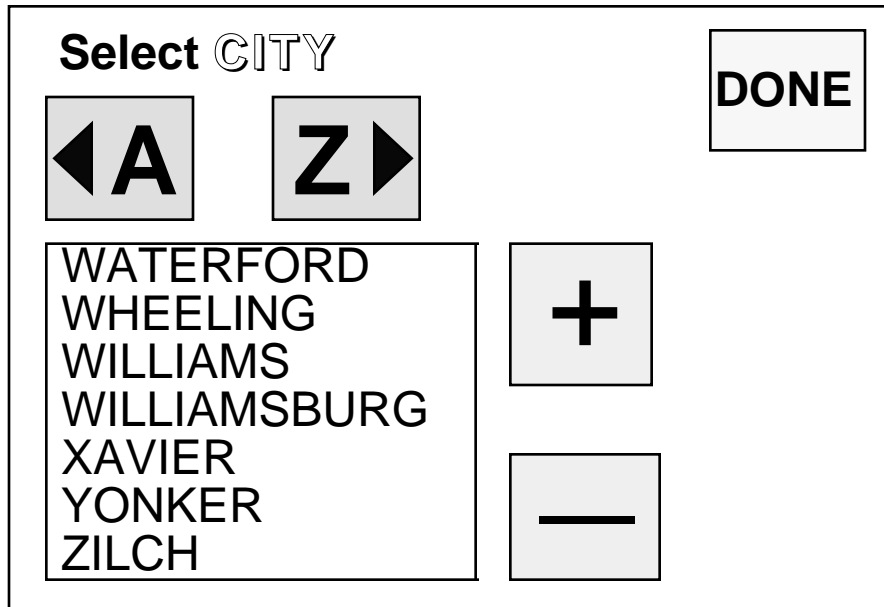 Select CITY
DONE
A Z
WATERFORD
WHEELING
WILLIAMS
WILLIAMSBURG
XAVIER
YONKER
ZILCH
+
—